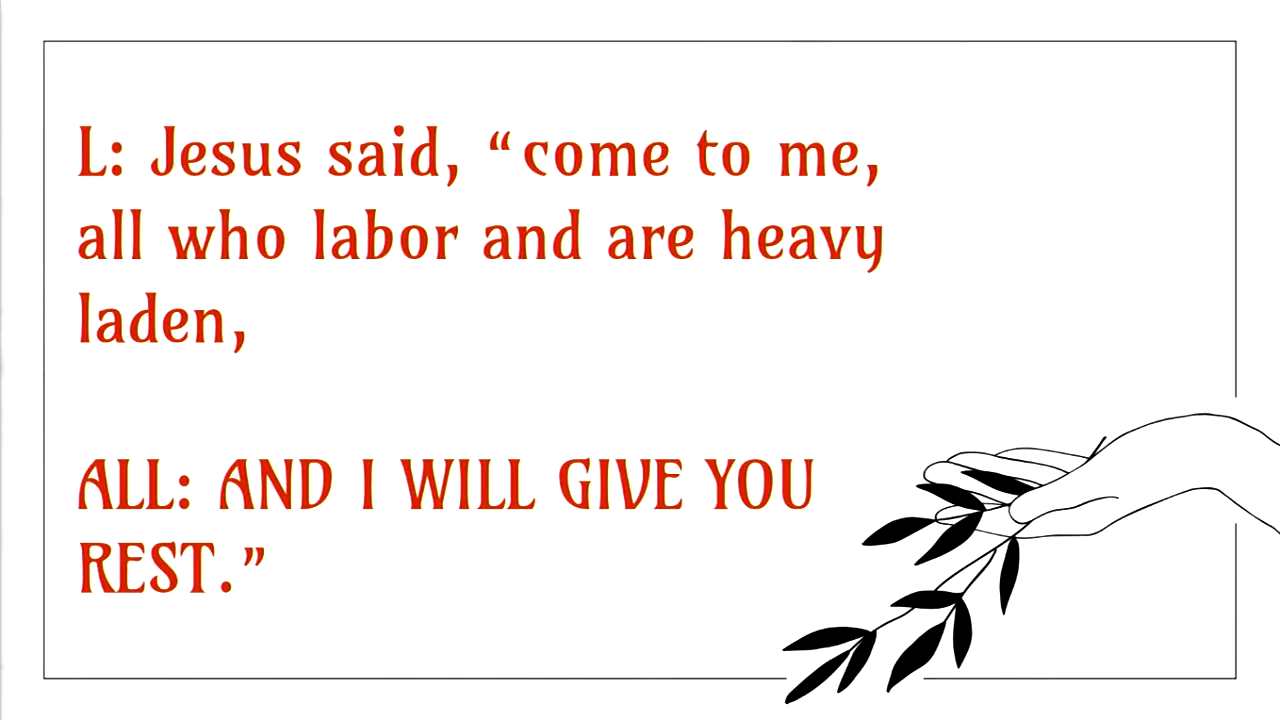 L: Jesus said, “come to me,
all who labor and are heavy
laden,
ALL: AND I WILL GIVE YOU
REST.”